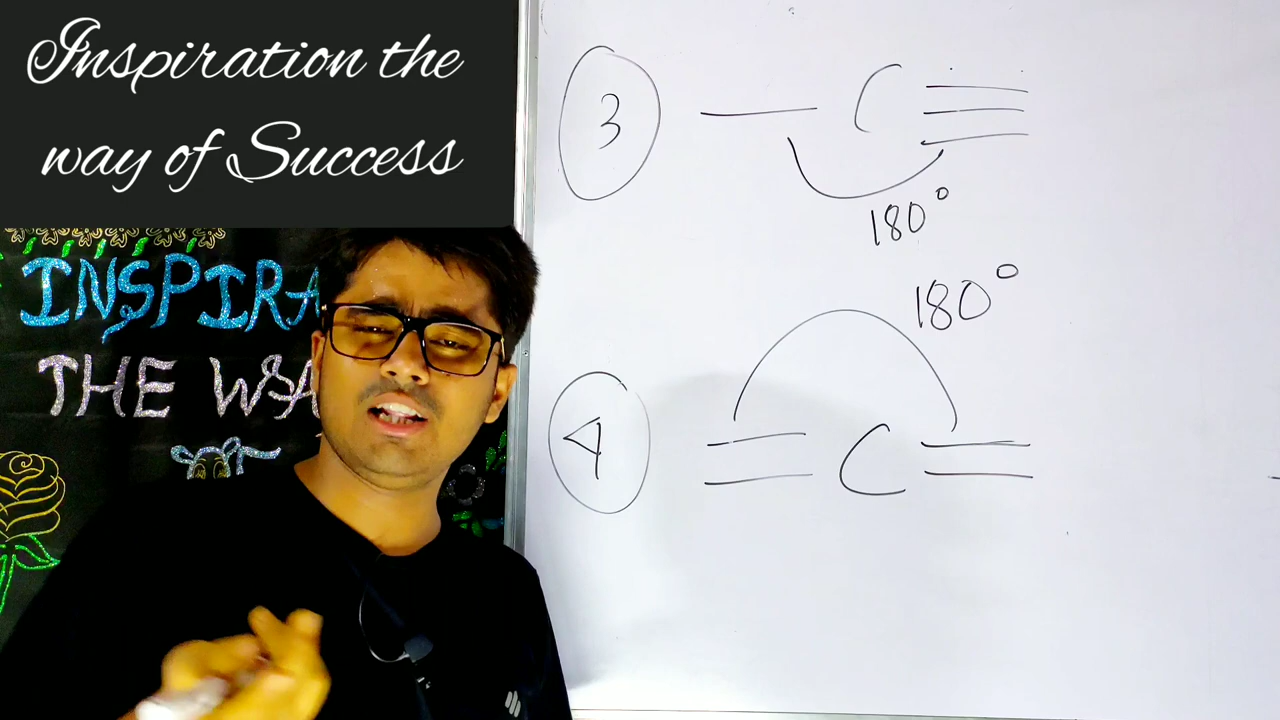 Inspiration the
way of Success
INSPIRA
THE WA
3
— C ≡
180°
180°
4
= C =